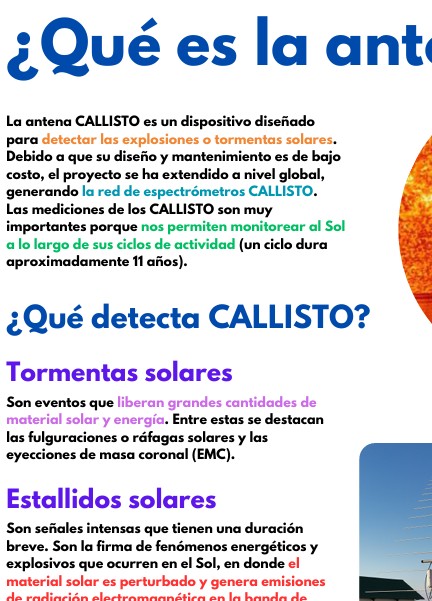 ¿Qué es la
La antena CALLISTO es un dispositivo diseñado
para detectar las explosiones o tormentas solares.
Debido a que su diseño y mantenimiento es de bajo
costo, el proyecto se ha extendido a nivel global,
generando la red de espectrómetros CALLISTO.
Las mediciones de los CALLISTO son muy
importantes porque nos permiten monitorear al Sol
a lo largo de sus ciclos de actividad (un ciclo dura
aproximadamente 11 años).
¿Qué detecta CALLISTO?
Tormentas solares
Son eventos que liberan grandes cantidades de
material solar y energía. Entre estas se destacan
las fulguraciones o ráfagas solares y las
eyecciones de masa coronal (EMC).
Estallidos solares
Son señales intensas que tienen una duración
breve. Son la firma de fenómenos energéticos y
explosivos que ocurren en el Sol, en donde el
material solar es perturbado y genera emisiones
de radiación electromagnética en la banda de